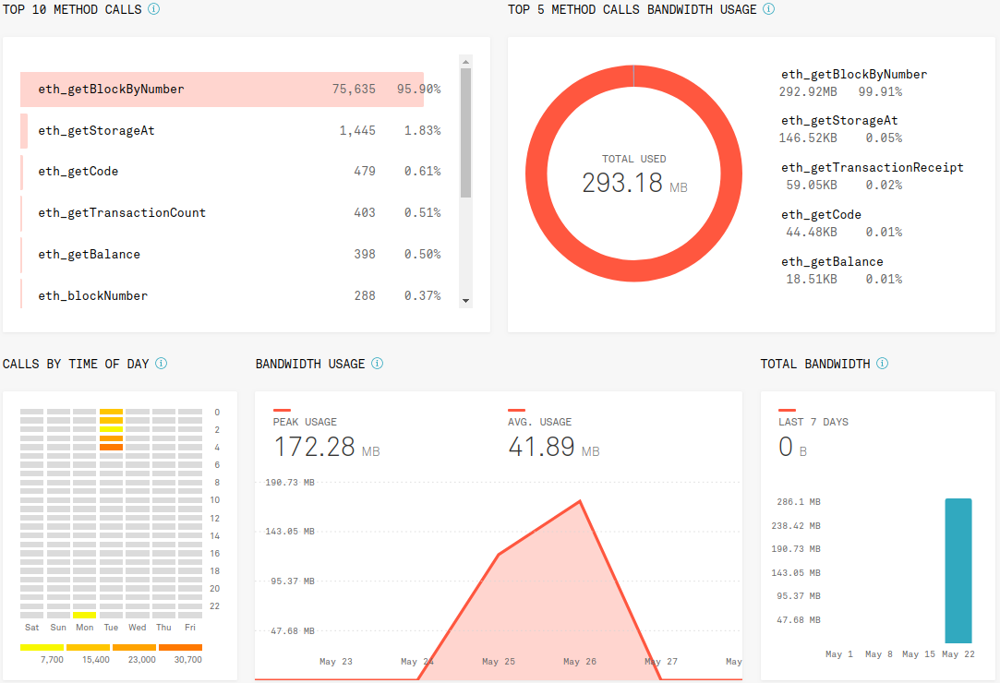 TOP 10 METHOD CALLS
eth_getBlockByNumber 75,635 95.90%
eth_getStorageAt 1,445 1.83%
eth_getCode 479 0.61%
eth_getTransactionCount 403 0.51%
eth_getBalance 398 0.50%
eth_blockNumber 288 0.37%
TOP 5 METHOD CALLS BANDWIDTH USAGE
TOTAL USED
293.18 MB
eth_getBlockByNumber
292.92MB 99.91%
eth_getStorageAt
146.52KB 0.05%
eth_getTransactionReceipt
59.05KB 0.02%
eth_getCode
44.48KB 0.01%
eth_getBalance
18.51KB 0.01%
CALLS BY TIME OF DAY
0
2
4
6
8
10
12
14
16
18
20
22
Sat Sun Mon Tue Wed Thu Fri
7,700 15,400 23,000 30,700
BANDWIDTH USAGE
PEAK USAGE
172.28 MB
AVG. USAGE
41.89 MB
190.73 MB
143.05 MB
95.37 MB
47.68 MB
May 23 May 24 May 25 May 26 May 27 May
TOTAL BANDWIDTH
LAST 7 DAYS
0 B
286.1 MB
238.42 MB
190.73 MB
143.05 MB
95.37 MB
47.68 MB
May 1 May 8 May 15 May 22